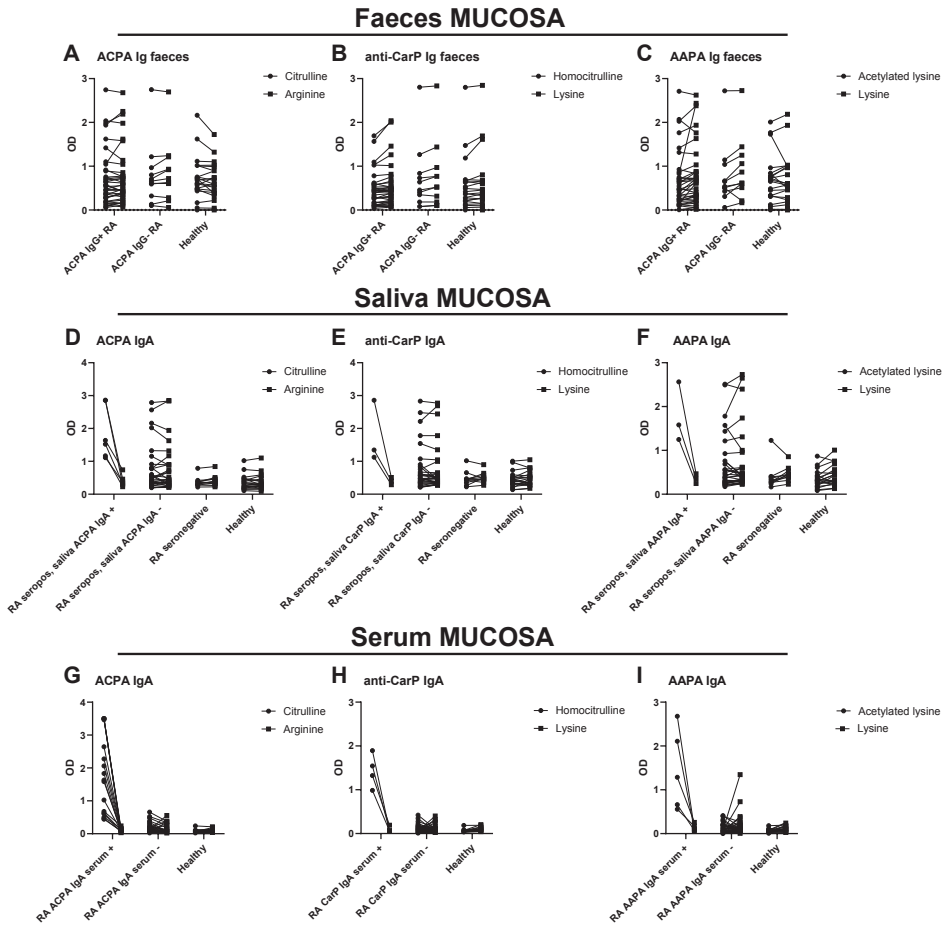 Faeces MUCOSA
A ACPA Ig faeces
Citrulline
Arginine
OD
3
2
1
0
ACPA IgG+ RA
ACPA IgG- RA
Healthy
B anti-CarP Ig faeces
Homocitrulline
Lysine
OD
3
2
1
0
ACPA IgG+ RA
ACPA IgG- RA
Healthy
C AAPA Ig faeces
Acetylated lysine
Lysine
OD
3
2
1
0
ACPA IgG+ RA
ACPA IgG- RA
Healthy
Saliva MUCOSA
D ACPA IgA
Citrulline
Arginine
OD
4
3
2
1
0
RA seropos, saliva ACPA IgA +
RA seropos, saliva ACPA IgA -
RA seronegative
Healthy
E anti-CarP IgA
Homocitrulline
Lysine
OD
4
3
2
1
0
RA seropos, saliva CarP IgA +
RA seropos, saliva CarP IgA -
RA seronegative
Healthy
F AAPA IgA
Acetylated lysine
Lysine
OD
3
2
1
0
RA seropos, saliva AAPA IgA +
RA seropos, saliva AAPA IgA -
RA seronegative
Healthy
Serum MUCOSA
G ACPA IgA
Citrulline
Arginine
OD
4
3
2
1
0
RA ACPA IgA serum +
RA ACPA IgA serum -
Healthy
H anti-CarP IgA
Homocitrulline
Lysine
OD
3
2
1
0
RA CarP IgA serum +
RA CarP IgA serum -
Healthy
I AAPA IgA
Acetylated lysine
Lysine
OD
3
2
1
0
RA AAPA IgA serum +
RA AAPA IgA serum -
Healthy